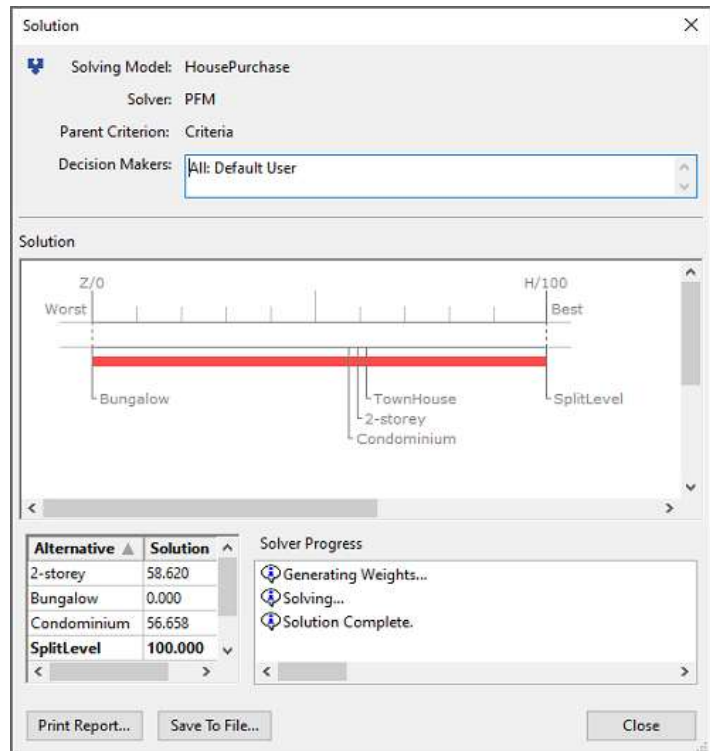 Solution
Solving Model: HousePurchase
Solver: PFM
Parent Criterion: Criteria
Decision Makers: All: Default User
Solution
Z/0 H/100
Worst Best
Bungalow TownHouse SplitLevel
2-storey
Condominium
Alternative Solution
2-storey 58.620
Bungalow 0.000
Condominium 56.658
SplitLevel 100.000
Solver Progress
Generating Weights...
Solving...
Solution Complete.
Print Report... Save To File... Close